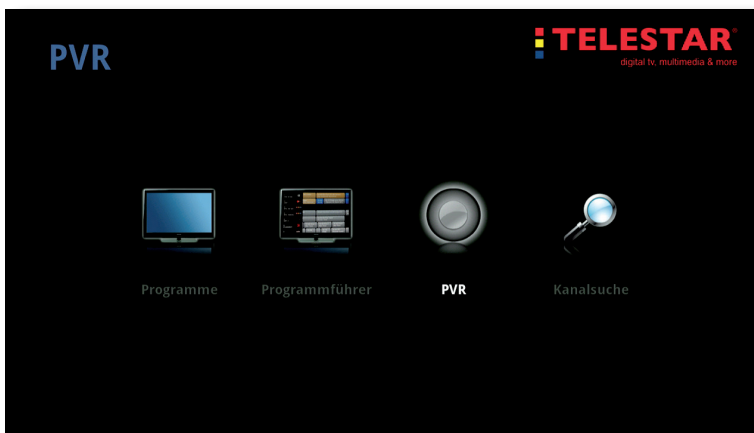 PVR
TELESTAR®
digital tv, multimedia & more
Programme
Programmführer
PVR
Kanalsuche